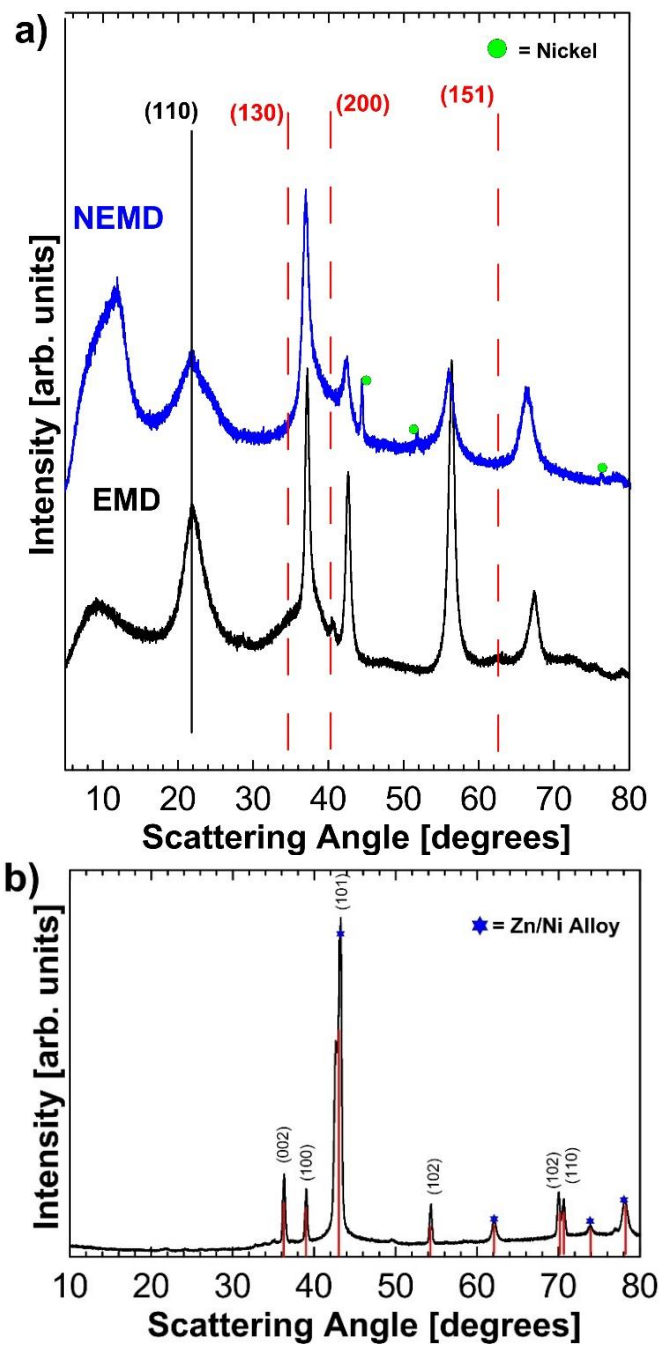 a)
= Nickel
(110) (130) (200) (151)
NEMD
EMD
Intensity [arb. units]
10 20 30 40 50 60 70 80
Scattering Angle [degrees]
b)
(101)
= Zn/Ni Alloy
(002) (100) (102) (102) (110)
Intensity [arb. units]
10 20 30 40 50 60 70 80
Scattering Angle [degrees]